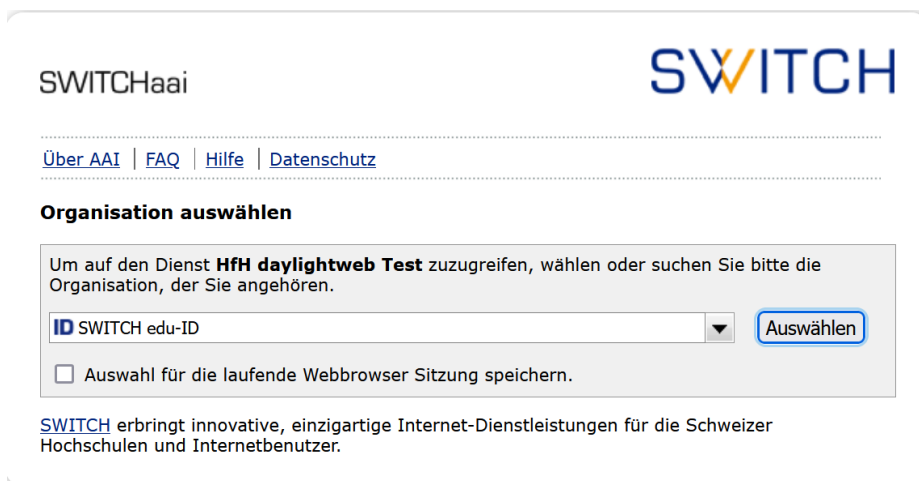 SWITCHaai
SWITCH
Über AAI | FAQ | Hilfe | Datenschutz
Organisation auswählen
Um auf den Dienst HfH daylightweb Test zuzugreifen, wählen oder suchen Sie bitte die
Organisation, der Sie angehören.
ID SWITCH edu-ID
Auswählen
Auswahl für die laufende Webbrowser Sitzung speichern.
SWITCH erbringt innovative, einzigartige Internet-Dienstleistungen für die Schweizer
Hochschulen und Internetbenutzer.